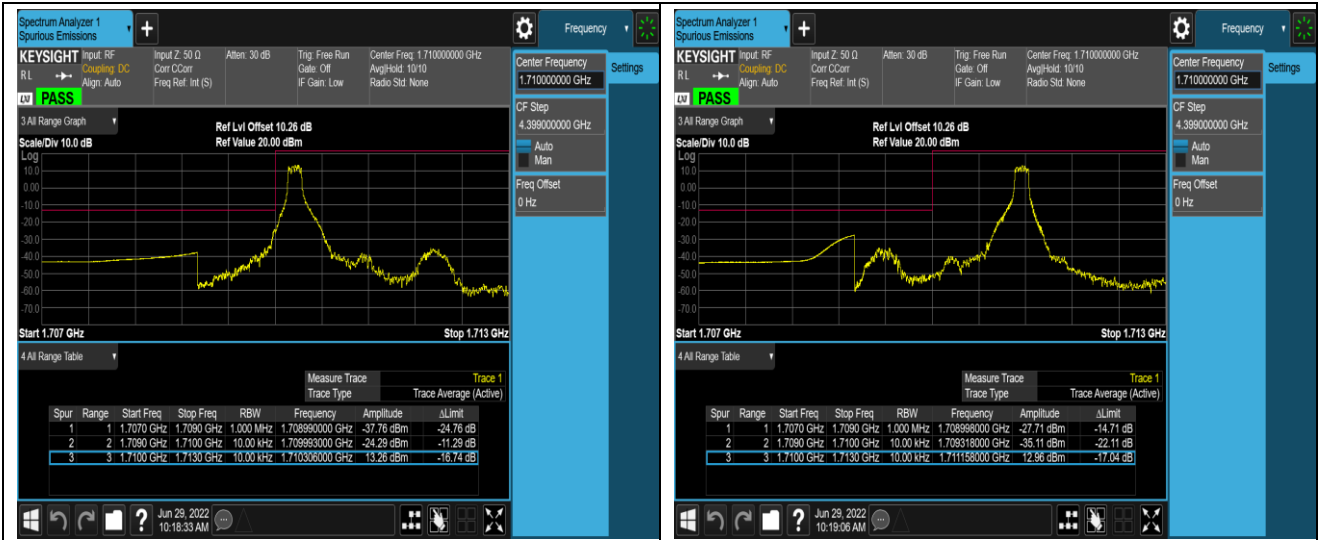 Spectrum Analyzer 1
Spurious Emissions
+
Frequency
KEYSIGHT Input: RF Input Z: 50 Ω Atten: 30 dB Trig: Free Run Center Freq: 1.710000000 GHz
RL Coupling: DC Corr CCorr Gate: Off Avg|Hold: 10/10
Align: Auto Freq Ref: Int (S) IF Gain: Low Radio Std: None
LXI PASS
Center Frequency
1.710000000 GHz
Settings
CF Step
4.399000000 GHz
Auto
Man
Freq Offset
0 Hz
3 All Range Graph
Ref Lvl Offset 10.26 dB
Scale/Div 10.0 dB Ref Value 20.00 dBm
Log
10.0
0.00
-10.0
-20.0
-30.0
-40.0
-50.0
-60.0
-70.0
Start 1.707 GHz Stop 1.713 GHz
4 All Range Table
Measure Trace Trace 1
Trace Type Trace Average (Active)
Spur Range Start Freq Stop Freq RBW Frequency Amplitude ΔLimit
1 1 1.7070 GHz 1.7090 GHz 1.000 MHz 1.708990000 GHz -37.76 dBm -24.76 dB
2 2 1.7090 GHz 1.7100 GHz 10.00 kHz 1.709993000 GHz -24.29 dBm -11.29 dB
3 3 1.7100 GHz 1.7130 GHz 10.00 kHz 1.710306000 GHz 13.26 dBm -16.74 dB
?
Jun 29, 2022
10:18:33 AM
Spectrum Analyzer 1
Spurious Emissions
+
Frequency
KEYSIGHT Input: RF Input Z: 50 Ω Atten: 30 dB Trig: Free Run Center Freq: 1.710000000 GHz
RL Coupling: DC Corr CCorr Gate: Off Avg|Hold: 10/10
Align: Auto Freq Ref: Int (S) IF Gain: Low Radio Std: None
LXI PASS
Center Frequency
1.710000000 GHz
Settings
CF Step
4.399000000 GHz
Auto
Man
Freq Offset
0 Hz
3 All Range Graph
Ref Lvl Offset 10.26 dB
Scale/Div 10.0 dB Ref Value 20.00 dBm
Log
10.0
0.00
-10.0
-20.0
-30.0
-40.0
-50.0
-60.0
-70.0
Start 1.707 GHz Stop 1.713 GHz
4 All Range Table
Measure Trace Trace 1
Trace Type Trace Average (Active)
Spur Range Start Freq Stop Freq RBW Frequency Amplitude ΔLimit
1 1 1.7070 GHz 1.7090 GHz 1.000 MHz 1.708998000 GHz -27.71 dBm -14.71 dB
2 2 1.7090 GHz 1.7100 GHz 10.00 kHz 1.709318000 GHz -35.11 dBm -22.11 dB
3 3 1.7100 GHz 1.7130 GHz 10.00 kHz 1.711158000 GHz 12.96 dBm -17.04 dB
?
Jun 29, 2022
10:19:06 AM